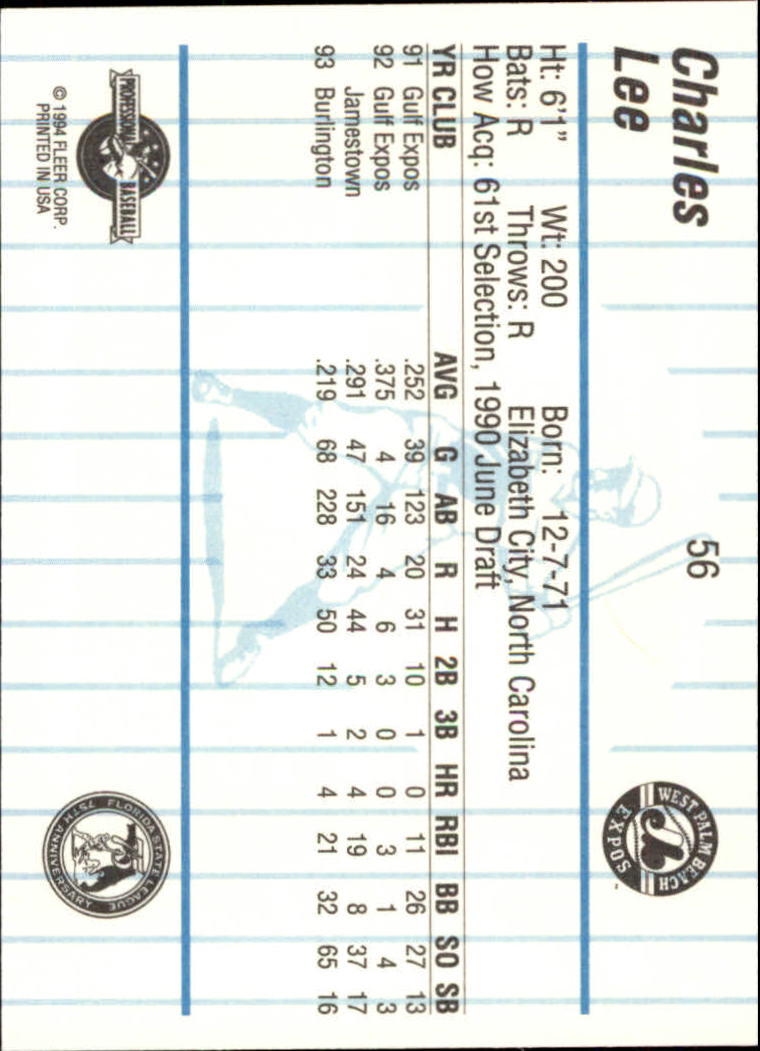 Charles
Lee
56
WEST PALM BEACH
EXPOS
Ht: 6'1” Wt: 200 Born: 12-7-71
Bats: R Throws: R Elizabeth City, North Carolina
How Acq: 61st Selection, 1990 June Draft
YR CLUB AVG G AB R H 2B 3B HR RBI BB SO SB
91 Gulf Expos .252 39 123 20 31 10 1 0 11 26 27 13
92 Gulf Expos .375 4 16 4 6 3 0 0 3 1 4 3
Jamestown .291 47 151 24 44 5 2 4 19 8 37 17
93 Burlington .219 68 228 33 50 12 1 4 21 32 65 16
PROFESSIONAL BASEBALL
© 1994 FLEER CORP.
PRINTED IN USA
FLORIDA STATE LEAGUE
75TH ANNIVERSARY